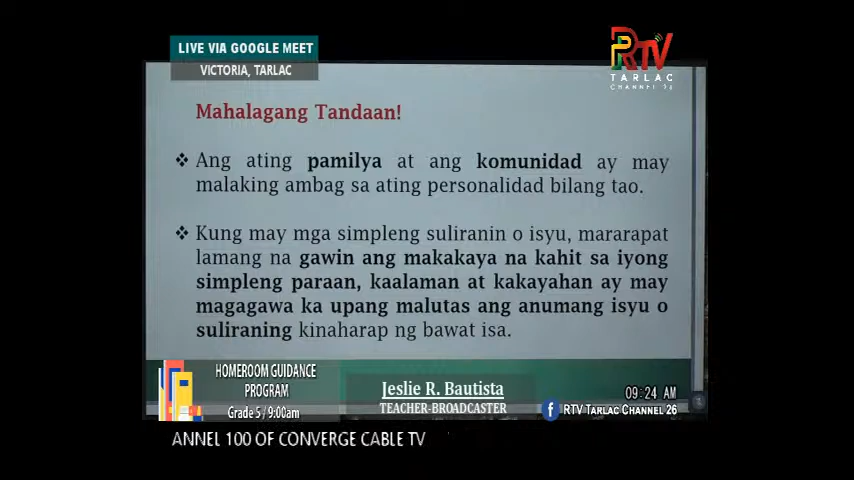 LIVE VIA GOOGLE MEET
VICTORIA, TARLAC
RTV
TARLAC
CHANNEL 26
Mahalagang Tandaan!
❖ Ang ating pamilya at ang komunidad ay may
malaking ambag sa ating personalidad bilang tao.
❖ Kung may mga simpleng suliranin o isyu, mararapat
lamang na gawin ang makakaya na kahit sa iyong
simpleng paraan, kaalaman at kakayahan ay may
magagawa ka upang malutas ang anumang isyu o
suliraning kinaharap ng bawat isa.
HOMEROOM GUIDANCE
PROGRAM
Grade 5 / 9:00am
Jeslie R. Bautista
TEACHER-BROADCASTER
09:24 AM
f RTV TARLAC CHANNEL 26
ANNEL 100 OF CONVERGE CABLE TV